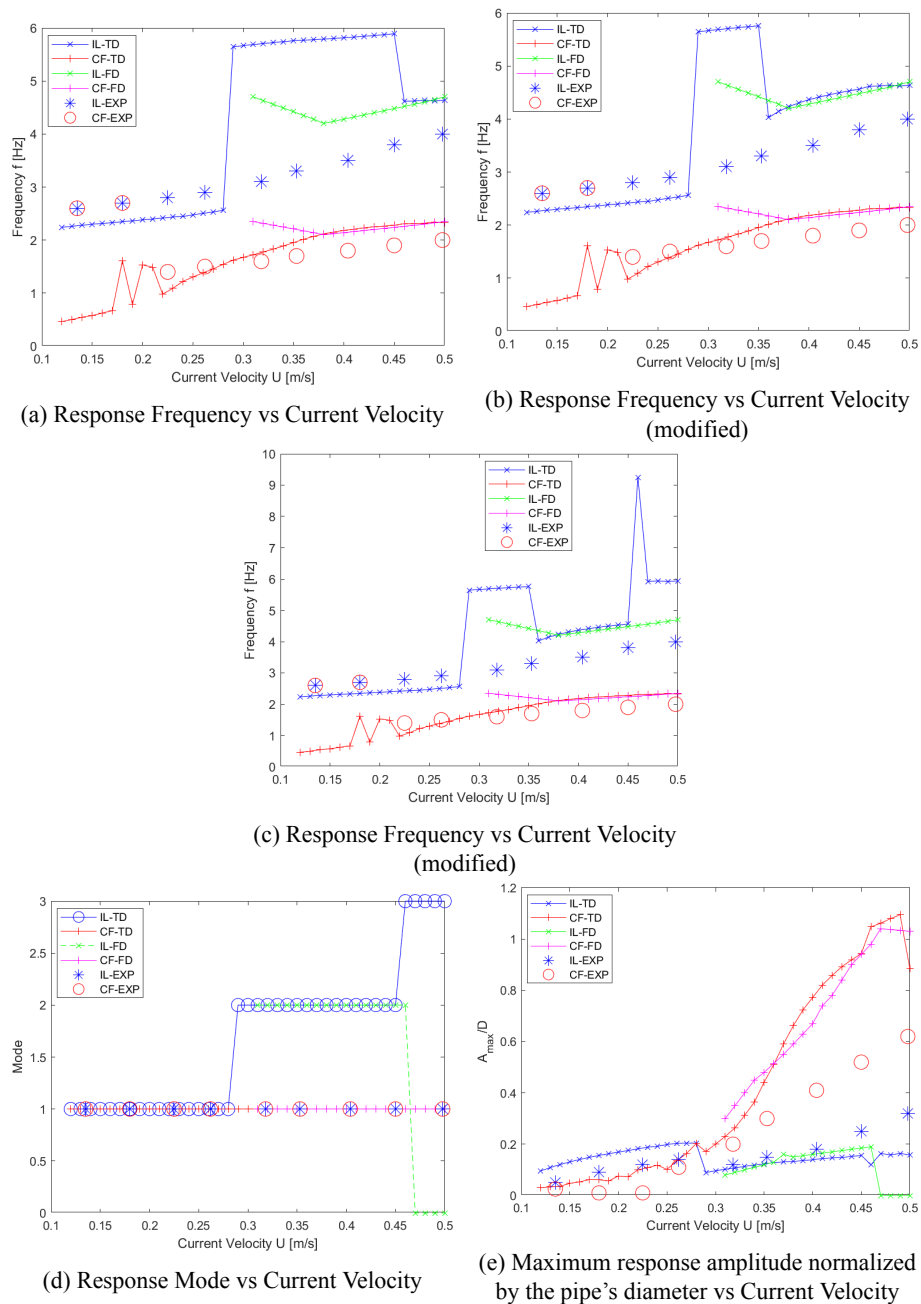 6
5
4
3
2
1
0
Frequency f [Hz]
IL-TD
CF-TD
IL-FD
CF-FD
IL-EXP
CF-EXP
0.1 0.15 0.2 0.25 0.3 0.35 0.4 0.45 0.5
Current Velocity U [m/s]
(a) Response Frequency vs Current Velocity
6
5
4
3
2
1
0
Frequency f [Hz]
IL-TD
CF-TD
IL-FD
CF-FD
IL-EXP
CF-EXP
0.1 0.15 0.2 0.25 0.3 0.35 0.4 0.45 0.5
Current Velocity U [m/s]
(b) Response Frequency vs Current Velocity
(modified)
10
9
8
7
6
5
4
3
2
1
0
Frequency f [Hz]
IL-TD
CF-TD
IL-FD
CF-FD
IL-EXP
CF-EXP
0.1 0.15 0.2 0.25 0.3 0.35 0.4 0.45 0.5
Current Velocity U [m/s]
(c) Response Frequency vs Current Velocity
(modified)
3
2.5
2
1.5
1
0.5
0
Mode
IL-TD
CF-TD
IL-FD
CF-FD
IL-EXP
CF-EXP
0.1 0.15 0.2 0.25 0.3 0.35 0.4 0.45 0.5
Current Velocity U [m/s]
(d) Response Mode vs Current Velocity
1.2
1
0.8
0.6
0.4
0.2
0
A_max/D
IL-TD
CF-TD
IL-FD
CF-FD
IL-EXP
CF-EXP
0.1 0.15 0.2 0.25 0.3 0.35 0.4 0.45 0.5
Current Velocity U [m/s]
(e) Maximum response amplitude normalized
by the pipe's diameter vs Current Velocity